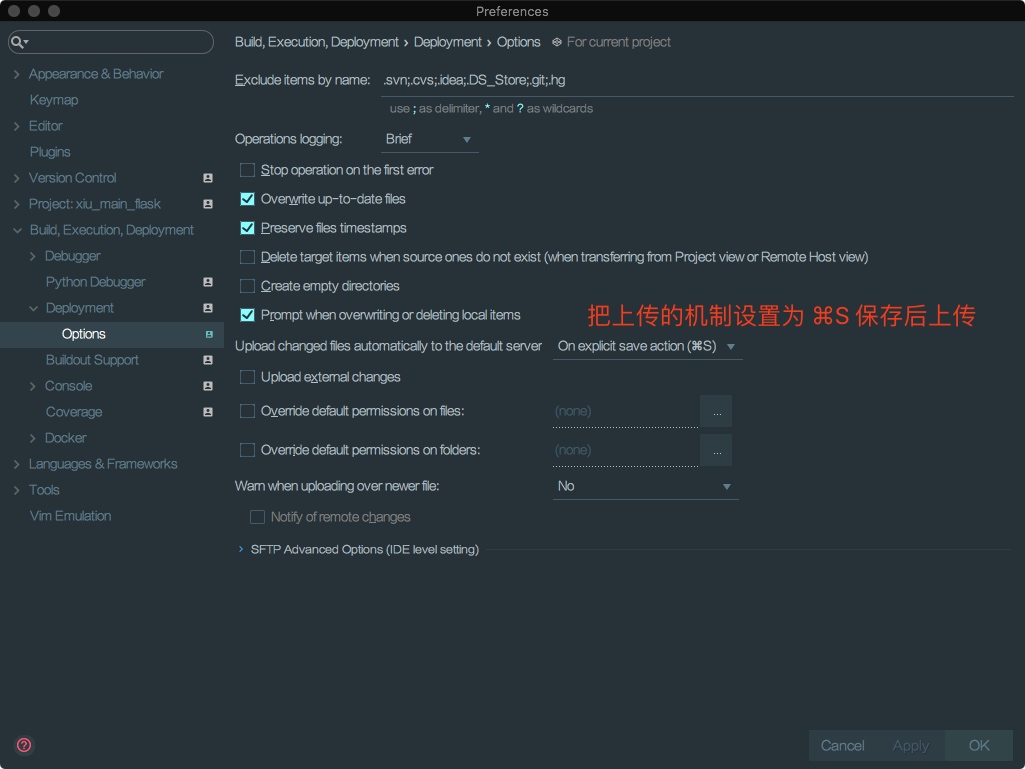 Preferences
Build, Execution, Deployment › Deployment › Options For current project
Appearance & Behavior
Keymap
Editor
Plugins
Version Control
Project: xiu_main_flask
Build, Execution, Deployment
Debugger
Python Debugger
Deployment
Options
Buildout Support
Console
Coverage
Docker
Languages & Frameworks
Tools
Vim Emulation
Exclude items by name: .svn;.cvs;.idea;.DS_Store;.git;.hg
use ; as delimiter, * and ? as wildcards
Operations logging: Brief
Stop operation on the first error
Overwrite up-to-date files
Preserve files timestamps
Delete target items when source ones do not exist (when transferring from Project view or Remote Host view)
Create empty directories
Prompt when overwriting or deleting local items
把上传的机制设置为 ⌘S 保存后上传
Upload changed files automatically to the default server On explicit save action (⌘S)
Upload external changes
Override default permissions on files: (none) ...
Override default permissions on folders: (none) ...
Warn when uploading over newer file: No
Notify of remote changes
SFTP Advanced Options (IDE level setting)
?
Cancel Apply OK